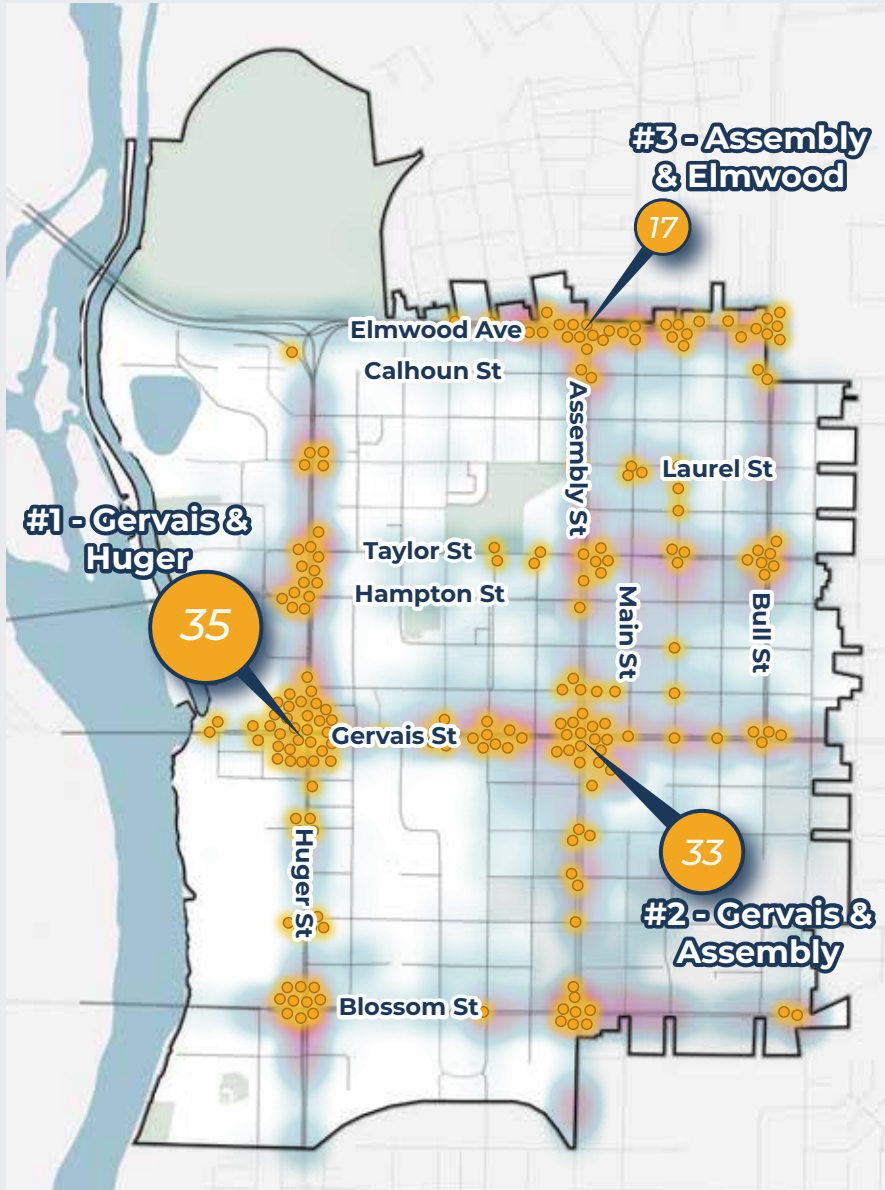 #3 - Assembly
& Elmwood
17
Elmwood Ave
Calhoun St
Assembly St
Laurel St
#1 - Gervais &
Huger
Taylor St
Hampton St
35
Main St
Bull St
Gervais St
Huger St
33
#2 - Gervais &
Assembly
Blossom St